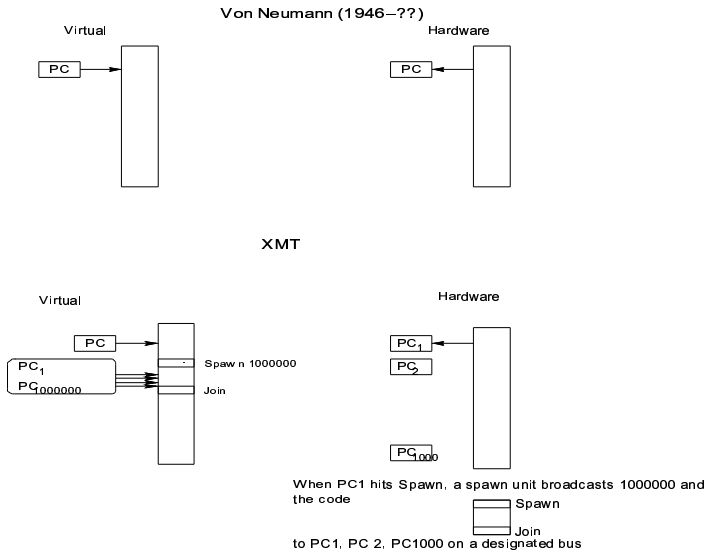 Von Neumann (1946–??)
Virtual
Hardware
PC
PC
XMT
Virtual
Hardware
PC
PC1
PC1000000
Spawn 1000000
Join
PC1
PC2
PC1000
When PC1 hits Spawn, a spawn unit broadcasts 1000000 and
the code
Spawn
Join
to PC1, PC 2, PC1000 on a designated bus